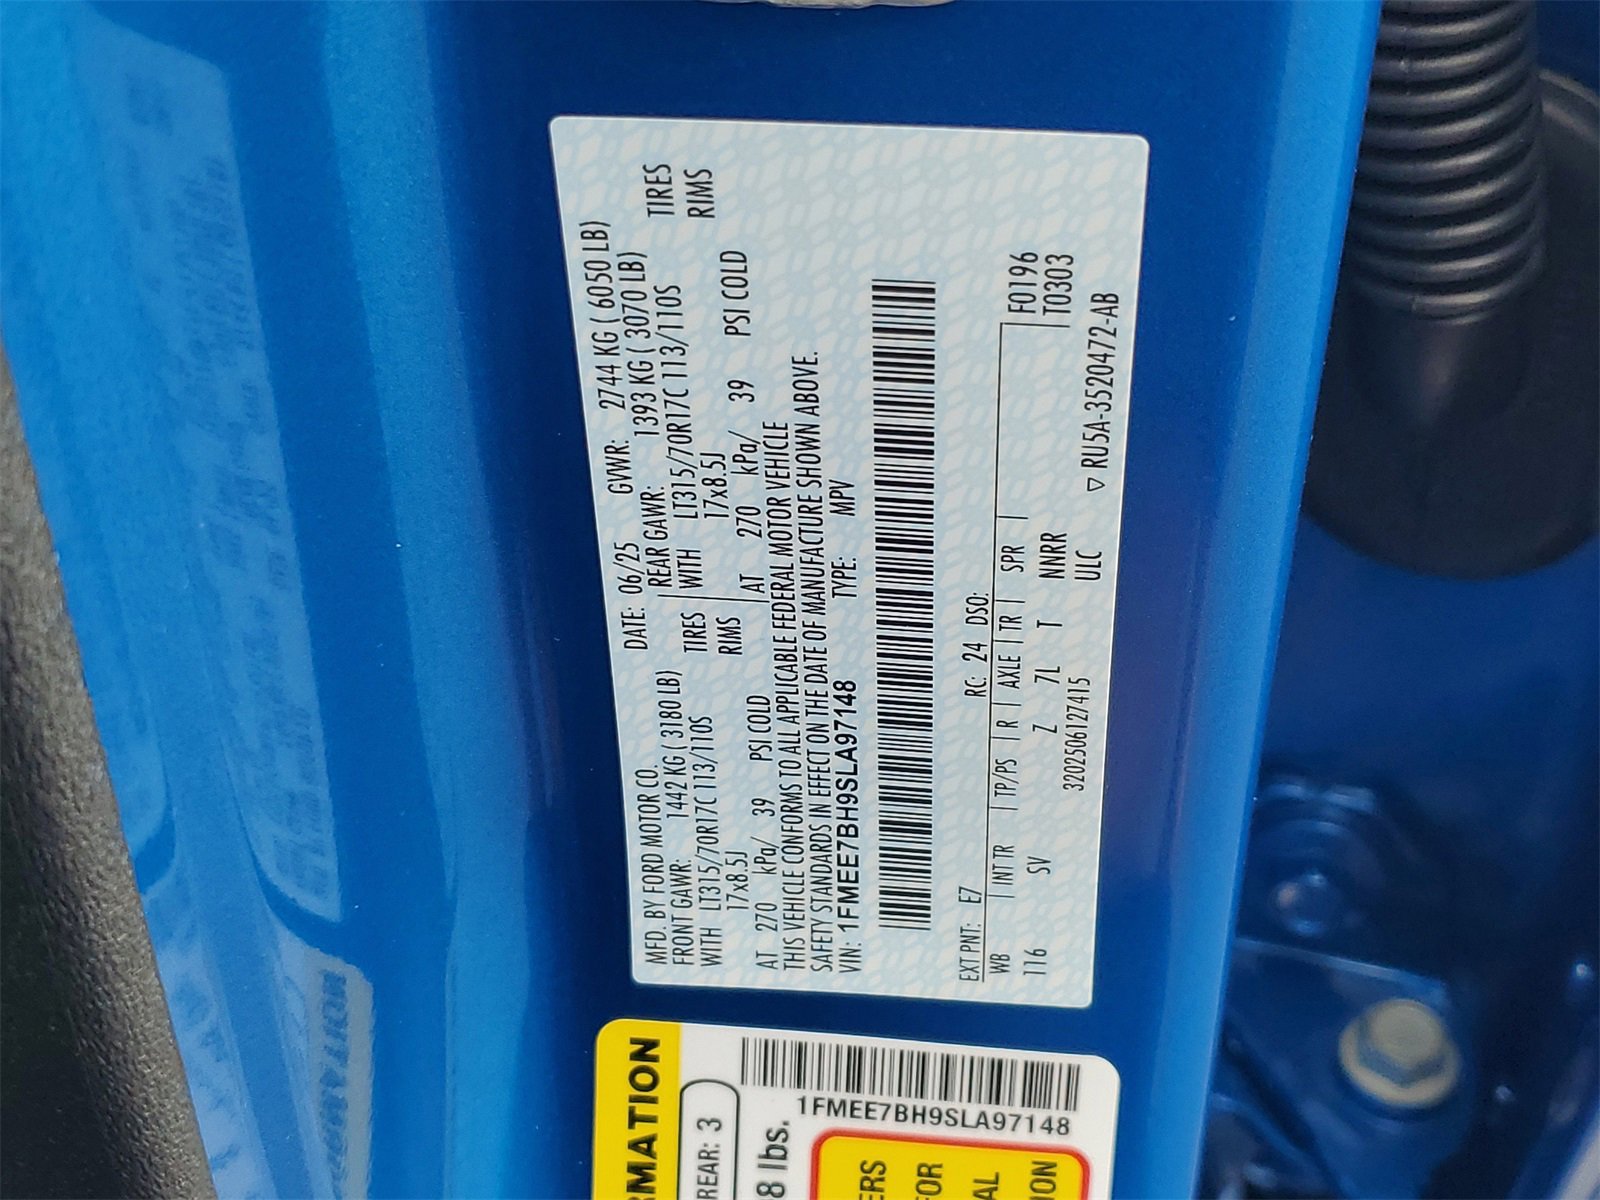 MFD. BY FORD MOTOR CO.
DATE: 06/25 GVWR: 2744 KG ( 6050 LB)
FRONT GAWR: 1442 KG ( 3180 LB)
REAR GAWR: 1393 KG ( 3070 LB)
WITH LT315/70R17C 113/110S TIRES
WITH LT315/70R17C 113/110S TIRES
17x8.5J RIMS
17x8.5J RIMS
AT 270 kPa/ 39 PSI COLD
AT 270 kPa/ 39 PSI COLD
THIS VEHICLE CONFORMS TO ALL APPLICABLE FEDERAL MOTOR VEHICLE
SAFETY STANDARDS IN EFFECT ON THE DATE OF MANUFACTURE SHOWN ABOVE.
VIN: 1FMEE7BH9SLA97148 TYPE: MPV
EXT PNT: E7 RC: 24 DSO:
WB INT TR TP/PS R AXLE TR SPR F0196
116 SV Z 7L T NNRR T0303
3202506127415 ULC
▽ RU5A-3520472-AB
RMATION
REAR: 3
8 lbs.
1FMEE7BH9SLA97148
ERS
FOR
AL
ION